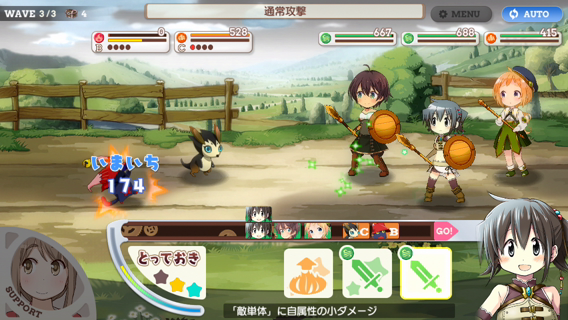 WAVE 3/3 4
通常攻撃
MENU
AUTO
B 0
C 528
667
688
415
いまいち
174
C B GO!
とっておき
SUPPORT
「敵単体」に自属性の小ダメージ